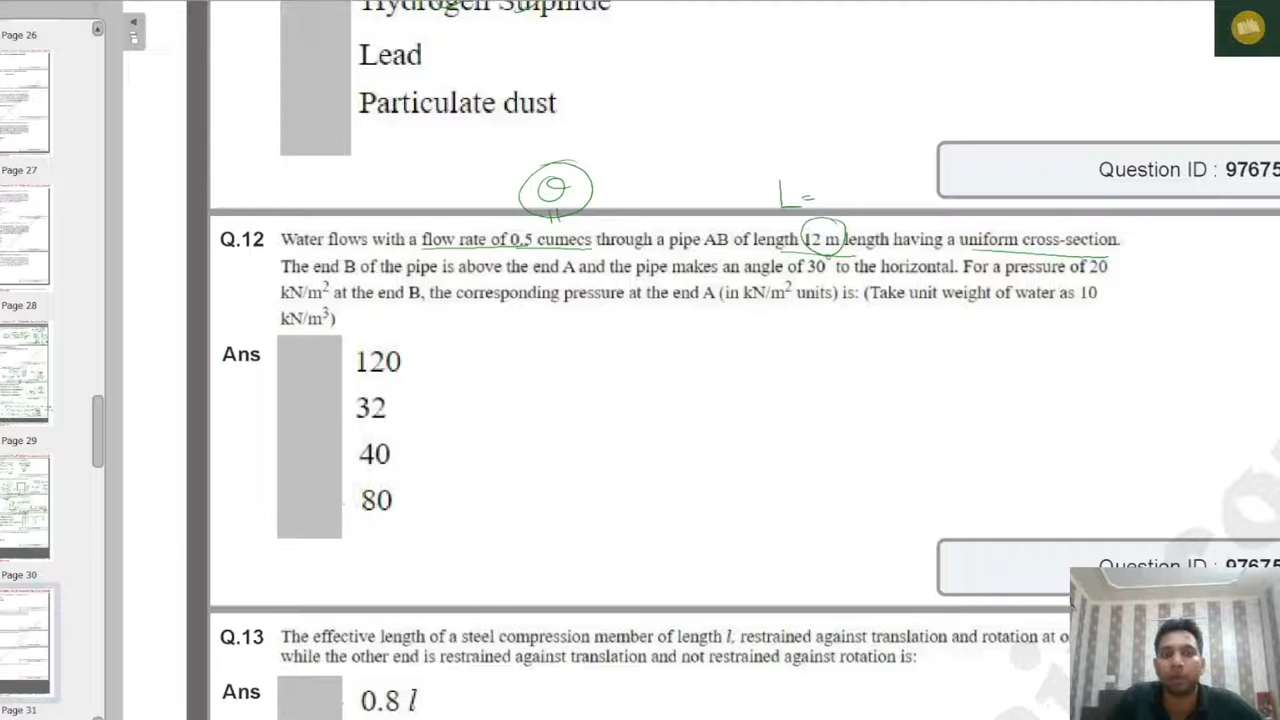 Page 26
Hydrogen Sulphide
Lead
Particulate dust
Page 27
Question ID : 97675
Q
L=
Q.12 Water flows with a flow rate of 0.5 cumecs through a pipe AB of length 12 m length having a uniform cross-section.
The end B of the pipe is above the end A and the pipe makes an angle of 30° to the horizontal. For a pressure of 20
kN/m² at the end B, the corresponding pressure at the end A (in kN/m² units) is: (Take unit weight of water as 10
kN/m³)
Page 28
Ans 120
32
40
80
Page 29
Page 30
Question ID : 97675
Q.13 The effective length of a steel compression member of length l, restrained against translation and rotation at o
while the other end is restrained against translation and not restrained against rotation is:
Ans 0.8 l
Page 31